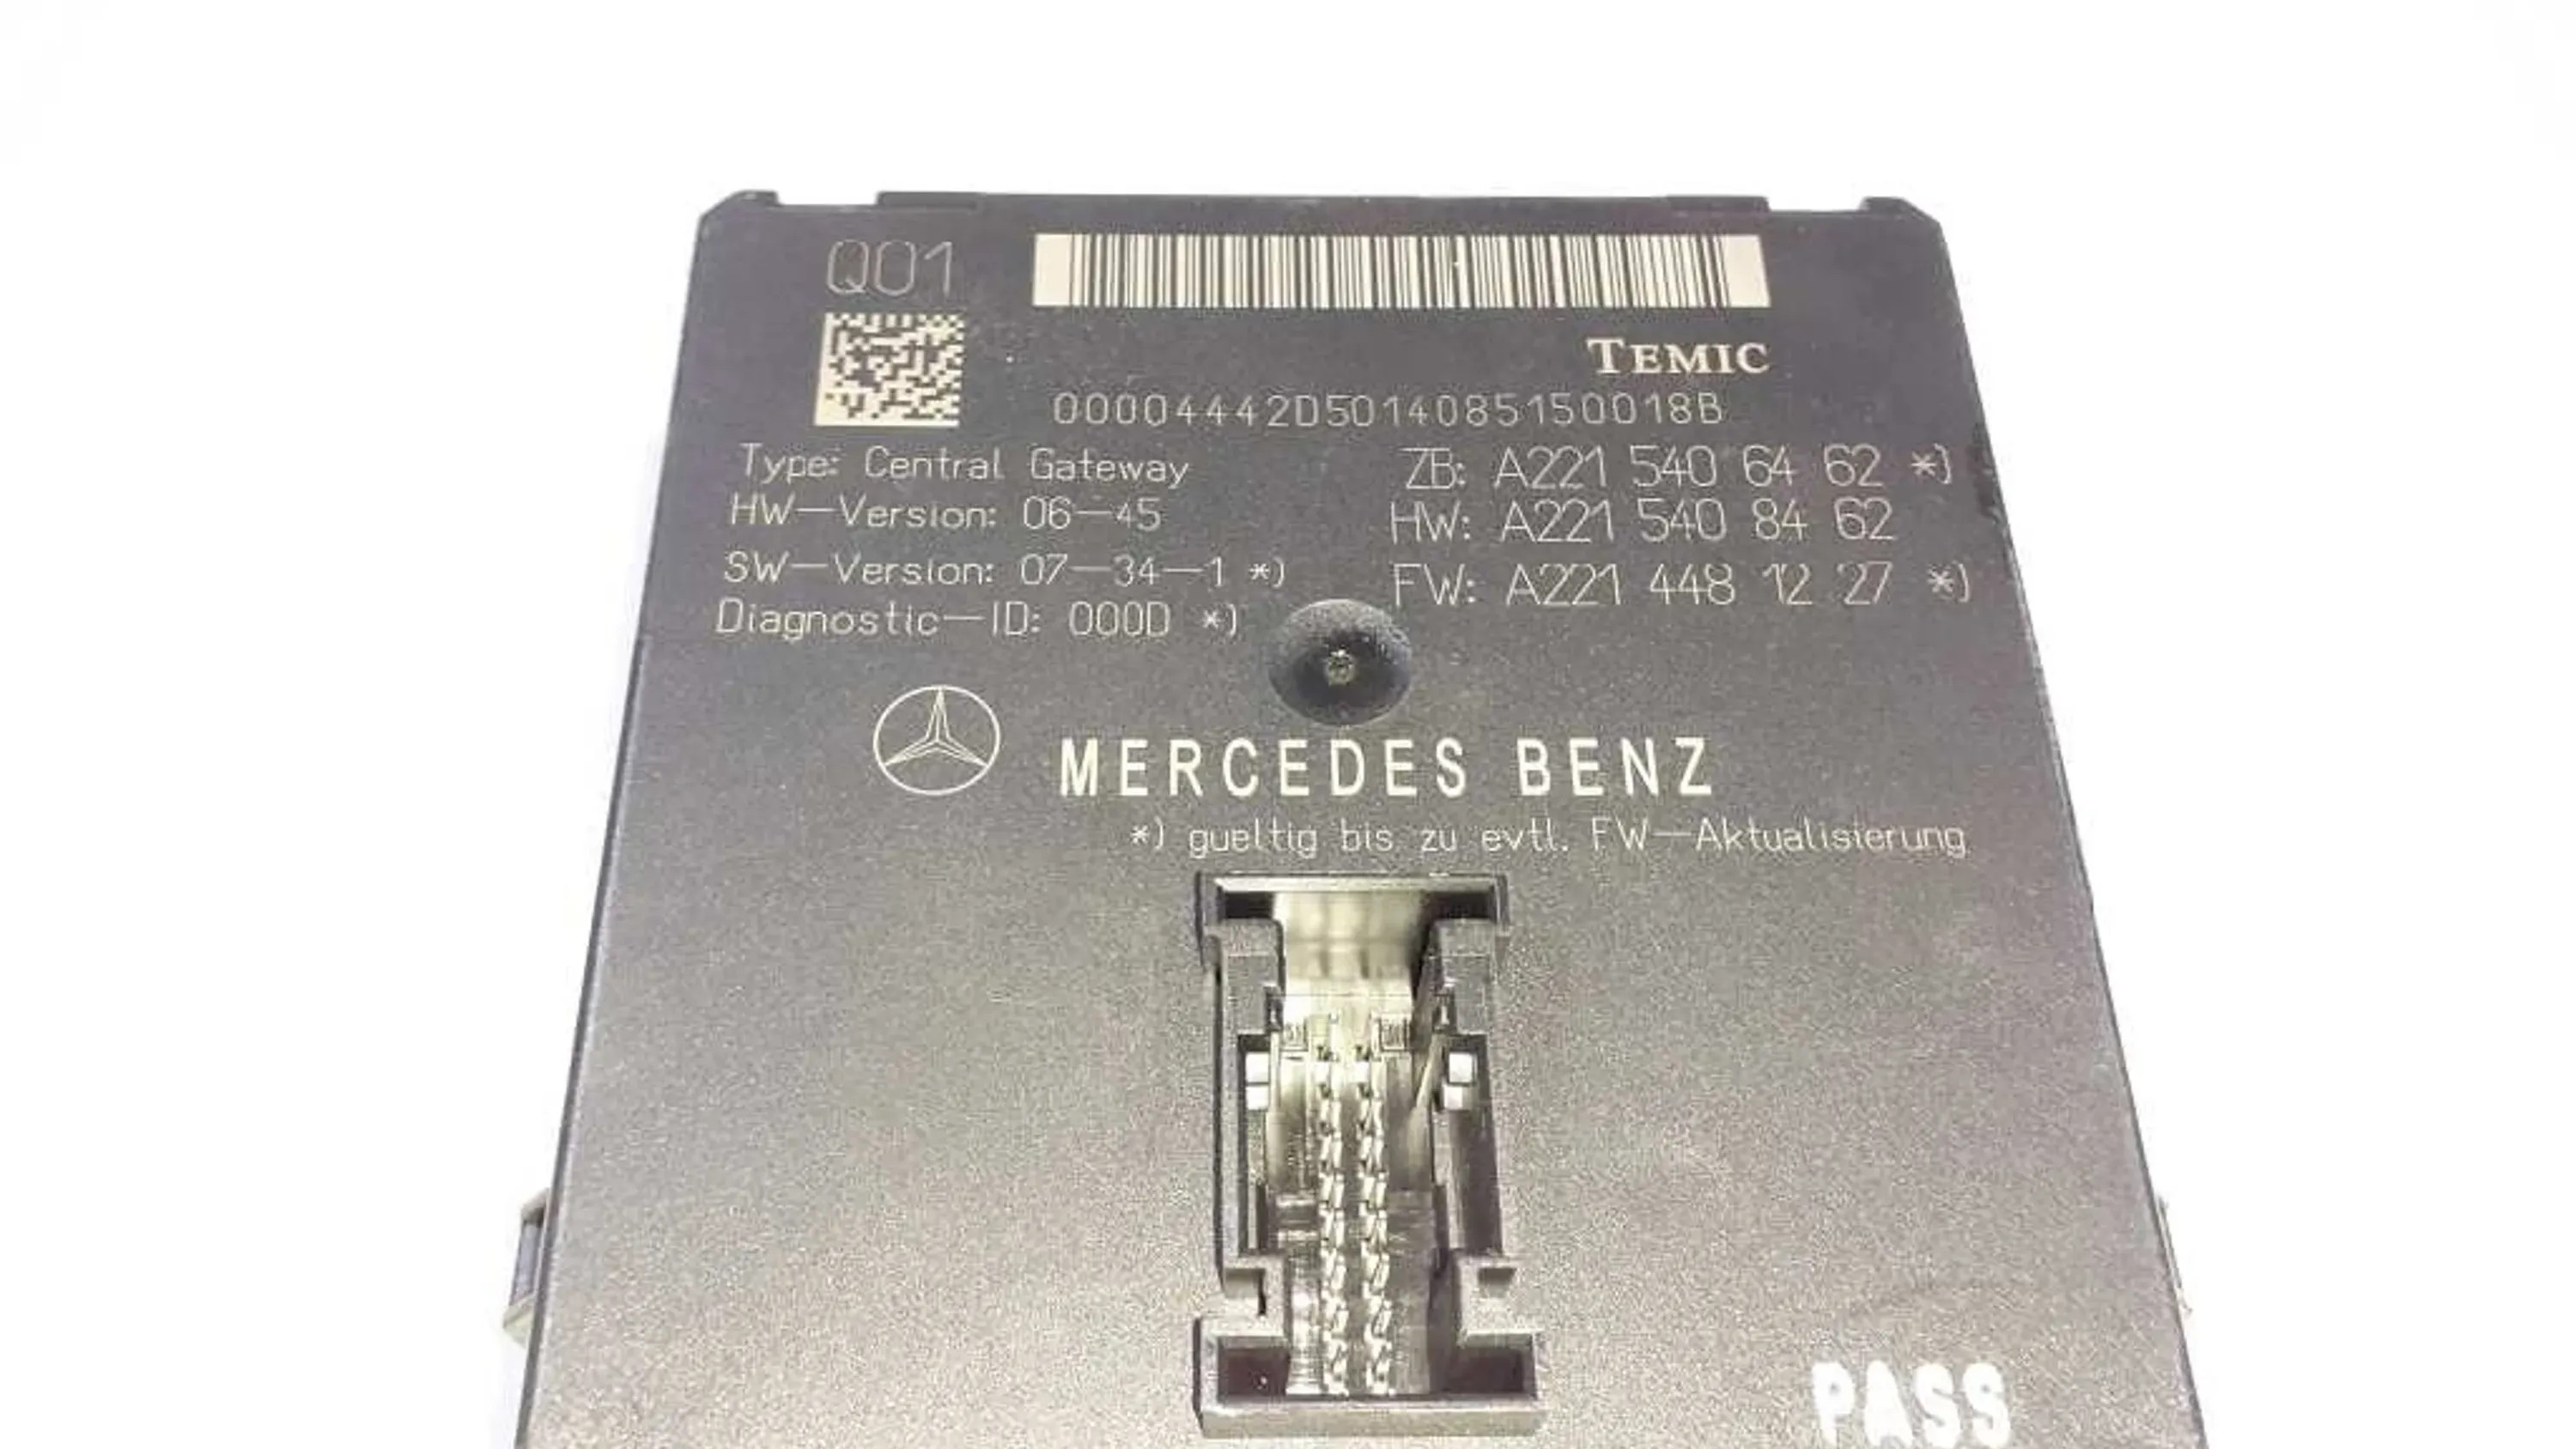 Q01
TEMIC
00004442D5014085150018B
Type: Central Gateway
ZB: A221 540 64 62 *)
HW-Version: 06-45
HW: A221 540 84 62
SW-Version: 07-34-1 *)
FW: A221 448 12 27 *)
Diagnostic-ID: 000D *)
MERCEDES BENZ
*) gueltig bis zu evtl. FW-Aktualisierung
PASS